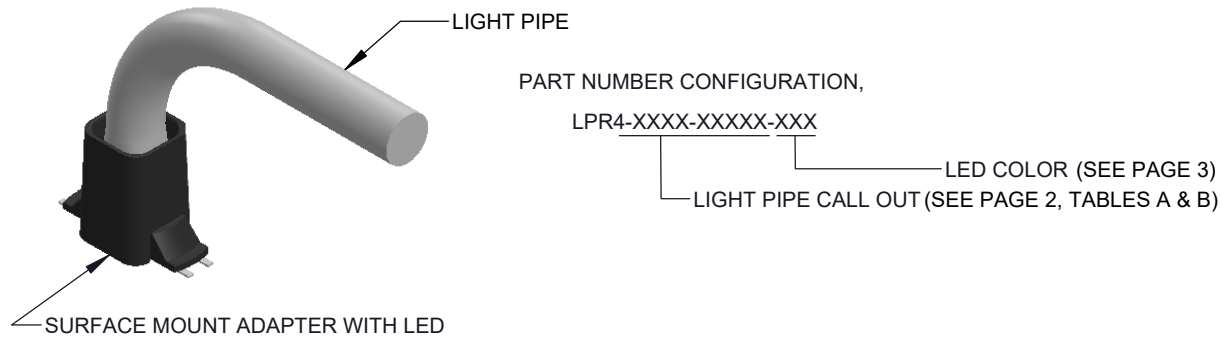 LIGHT PIPE
PART NUMBER CONFIGURATION,
LPR4-XXXX-XXXXX-XXX
LED COLOR (SEE PAGE 3)
LIGHT PIPE CALL OUT (SEE PAGE 2, TABLES A & B)
SURFACE MOUNT ADAPTER WITH LED